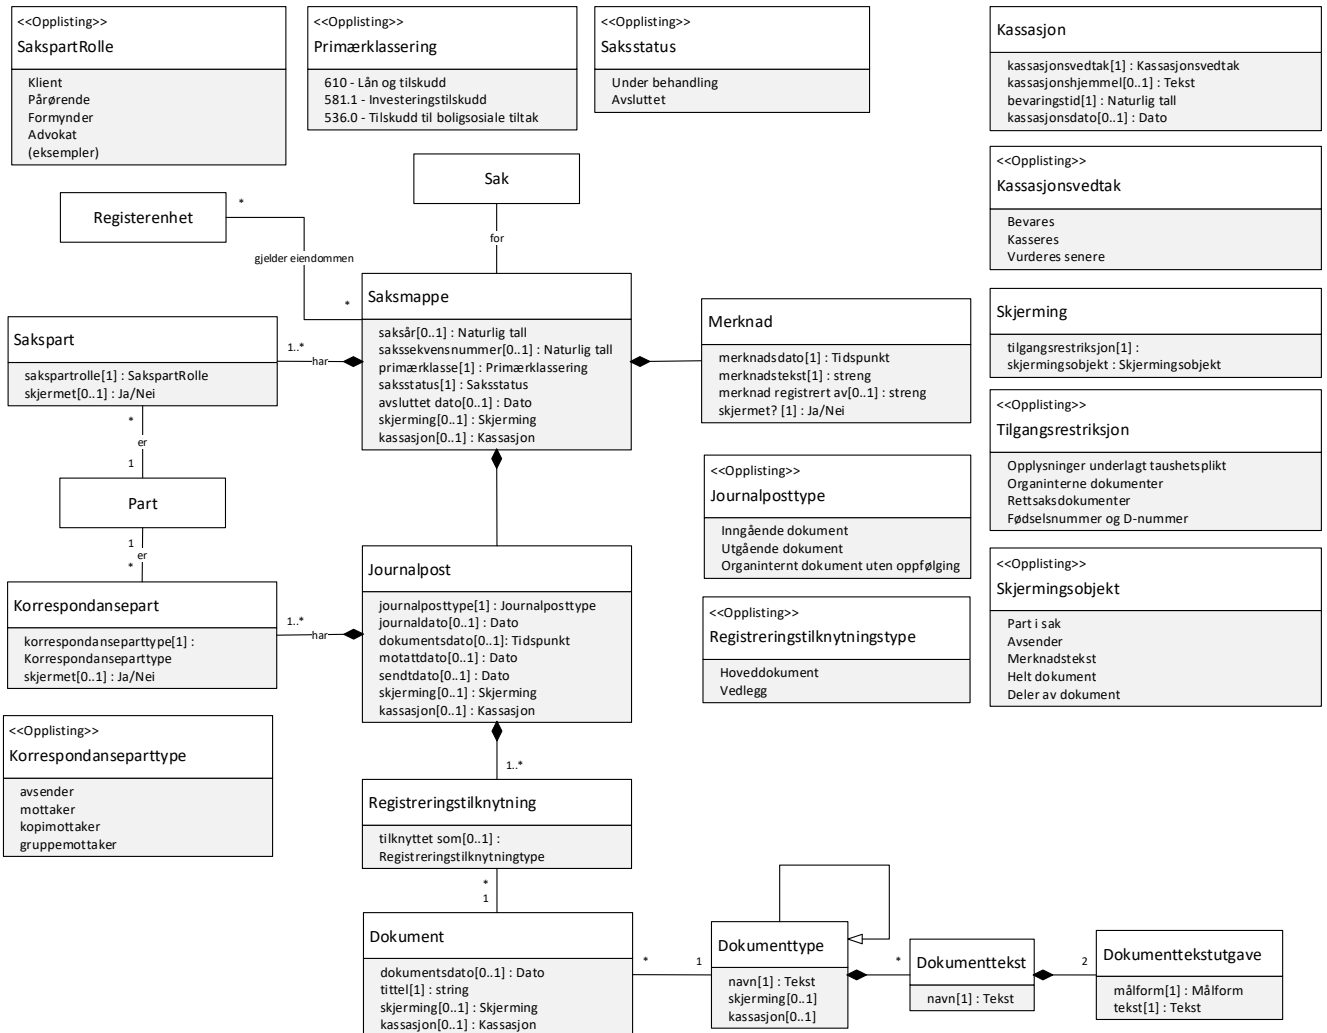 <<Opplisting>>
SakspartRolle
Klient
Pårørende
Formynder
Advokat
(eksempler)
<<Opplisting>>
Primærklassering
610 - Lån og tilskudd
581.1 - Investeringstilskudd
536.0 - Tilskudd til boligsosiale tiltak
<<Opplisting>>
Saksstatus
Under behandling
Avsluttet
Kassasjon
kassasjonsvedtak[1] : Kassasjonsvedtak
kassasjonshjemmel[0..1] : Tekst
bevaringstid[1] : Naturlig tall
kassasjonsdato[0..1] : Dato
<<Opplisting>>
Kassasjonsvedtak
Bevares
Kasseres
Vurderes senere
Sak
for
Registerenhet
*
gjelder eiendommen
*
Saksmappe
saksår[0..1] : Naturlig tall
sakssekvensnummer[0..1] : Naturlig tall
primærklasse[1] : Primærklassering
saksstatus[1] : Saksstatus
avsluttet dato[0..1] : Dato
skjerming[0..1] : Skjerming
kassasjon[0..1] : Kassasjon
Sakspart
sakspartrolle[1] : SakspartRolle
skjermet[0..1] : Ja/Nei
1..*
har
Merknad
merknadsdato[1] : Tidspunkt
merknadstekst[1] : streng
merknad registrert av[0..1] : streng
skjermet? [1] : Ja/Nei
Skjerming
tilgangsrestriksjon[1] :
skjermingsobjekt : Skjermingsobjekt
<<Opplisting>>
Tilgangsrestriksjon
Opplysninger underlagt taushetsplikt
Organinterne dokumenter
Rettsaksdokumenter
Fødselsnummer og D-nummer
*
er
1
Part
1
er
*
<<Opplisting>>
Journalposttype
Inngående dokument
Utgående dokument
Organinternt dokument uten oppfølging
<<Opplisting>>
Skjermingsobjekt
Part i sak
Avsender
Merknadstekst
Helt dokument
Deler av dokument
Journalpost
journalposttype[1] : Journalposttype
journaldato[0..1] : Dato
dokumentsdato[0..1]: Tidspunkt
motattdato[0..1] : Dato
sendtdato[0..1] : Dato
skjerming[0..1] : Skjerming
kassasjon[0..1] : Kassasjon
Korrespondansepart
korrespondanseparttype[1] :
Korrespondanseparttype
skjermet[0..1] : Ja/Nei
1..*
har
<<Opplisting>>
Registreringstilknytningstype
Hoveddokument
Vedlegg
<<Opplisting>>
Korrespondanseparttype
avsender
mottaker
kopimottaker
gruppemottaker
1..*
Registreringstilknytning
tilknyttet som[0..1] :
Registreringstilknytningtype
*
1
Dokument
dokumentsdato[0..1] : Dato
tittel[1] : string
skjerming[0..1] : Skjerming
kassasjon[0..1] : Kassasjon
*
1
Dokumenttype
navn[1] : Tekst
skjerming[0..1]
kassasjon[0..1]
*
Dokumenttekst
navn[1] : Tekst
2
Dokumenttekstutgave
målform[1] : Målform
tekst[1] : Tekst